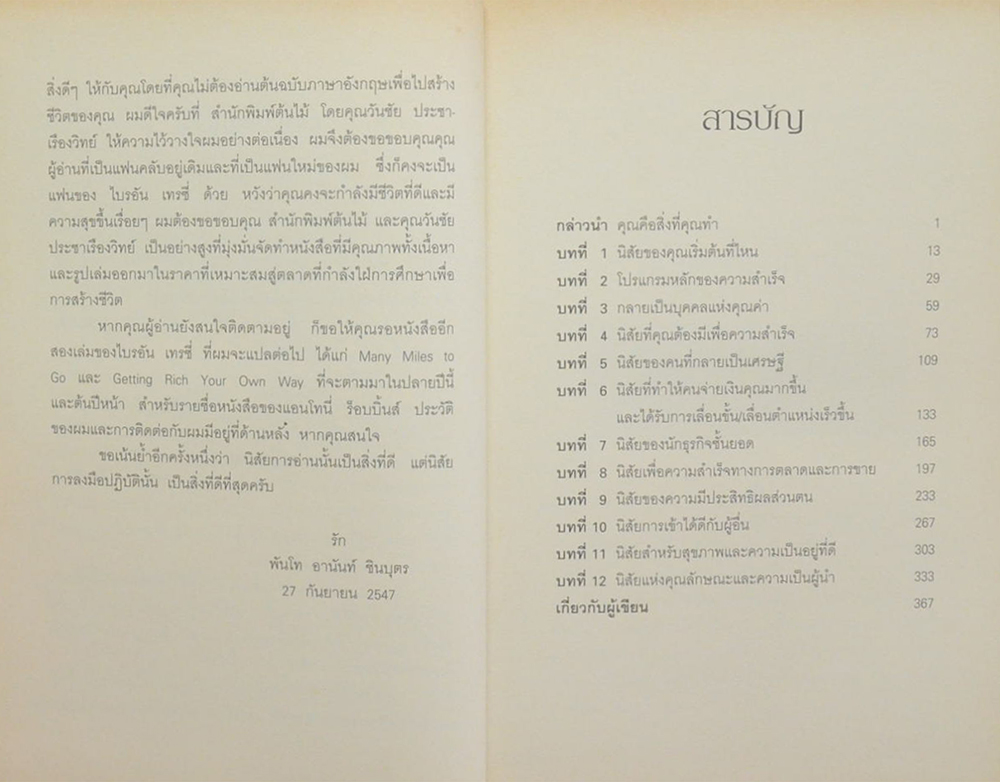 สิ่งดีๆ ให้กับคุณโดยที่คุณไม่ต้องอ่านต้นฉบับภาษาอังกฤษเพื่อไปสร้าง
ชีวิตของคุณ ผมดีใจครับที่ สำนักพิมพ์ต้นไม้ โดยคุณวันชัย ประชา-
เรืองวิทย์ ให้ความไว้วางใจผมอย่างต่อเนื่อง ผมจึงต้องขอขอบคุณคุณ
ผู้อ่านที่เป็นแฟนคลับอยู่เดิมและที่เป็นแฟนใหม่ของผม ซึ่งก็คงจะเป็น
แฟนของ ไบรอัน เทรซี่ ด้วย หวังว่าคุณคงจะกำลังมีชีวิตที่ดีและมี
ความสุขขึ้นเรื่อยๆ ผมต้องขอขอบคุณ สำนักพิมพ์ต้นไม้ และคุณวันชัย
ประชาเรืองวิทย์ เป็นอย่างสูงที่มุ่งมั่นจัดทำหนังสือที่มีคุณภาพทั้งเนื้อหา
และรูปเล่มออกมาในราคาที่เหมาะสมสู่ตลาดที่กำลังใฝ่การศึกษาเพื่อ
การสร้างชีวิต
หากคุณผู้อ่านยังสนใจติดตามอยู่ ก็ขอให้คุณรอหนังสืออีก
สองเล่มของไบรอัน เทรซี่ ที่ผมจะแปลต่อไป ได้แก่ Many Miles to
Go และ Getting Rich Your Own Way ที่จะตามมาในปลายปีนี้
และต้นปีหน้า สำหรับรายชื่อหนังสือของแอนโทนี่ ร็อบบิ้นส์ ประวัติ
ของผมและการติดต่อกับผมมีอยู่ที่ด้านหลัง หากคุณสนใจ
ขอเน้นย้ำอีกครั้งหนึ่งว่า นิสัยการอ่านนั้นเป็นสิ่งที่ดี แต่นิสัย
การลงมือปฏิบัตินั้น เป็นสิ่งที่ดีที่สุดครับ
รัก
พันโท อานันท์ ชินบุตร
27 กันยายน 2547
สารบัญ
กล่าวนำ คุณคือสิ่งที่คุณทำ 1
บทที่ 1 นิสัยของคุณเริ่มต้นที่ไหน 13
บทที่ 2 โปรแกรมหลักของความสำเร็จ 29
บทที่ 3 กลายเป็นบุคคลแห่งคุณค่า 59
บทที่ 4 นิสัยที่คุณต้องมีเพื่อความสำเร็จ 73
บทที่ 5 นิสัยของคนที่กลายเป็นเศรษฐี 109
บทที่ 6 นิสัยที่ทำให้คนจ่ายเงินคุณมากขึ้น
และได้รับการเลื่อนขั้น/เลื่อนตำแหน่งเร็วขึ้น 133
บทที่ 7 นิสัยของนักธุรกิจชั้นยอด 165
บทที่ 8 นิสัยเพื่อความสำเร็จทางการตลาดและการขาย 197
บทที่ 9 นิสัยของความมีประสิทธิผลส่วนตน 233
บทที่ 10 นิสัยการเข้าได้ดีกับผู้อื่น 267
บทที่ 11 นิสัยสำหรับสุขภาพและความเป็นอยู่ที่ดี 303
บทที่ 12 นิสัยแห่งคุณลักษณะและความเป็นผู้นำ 333
เกี่ยวกับผู้เขียน 367